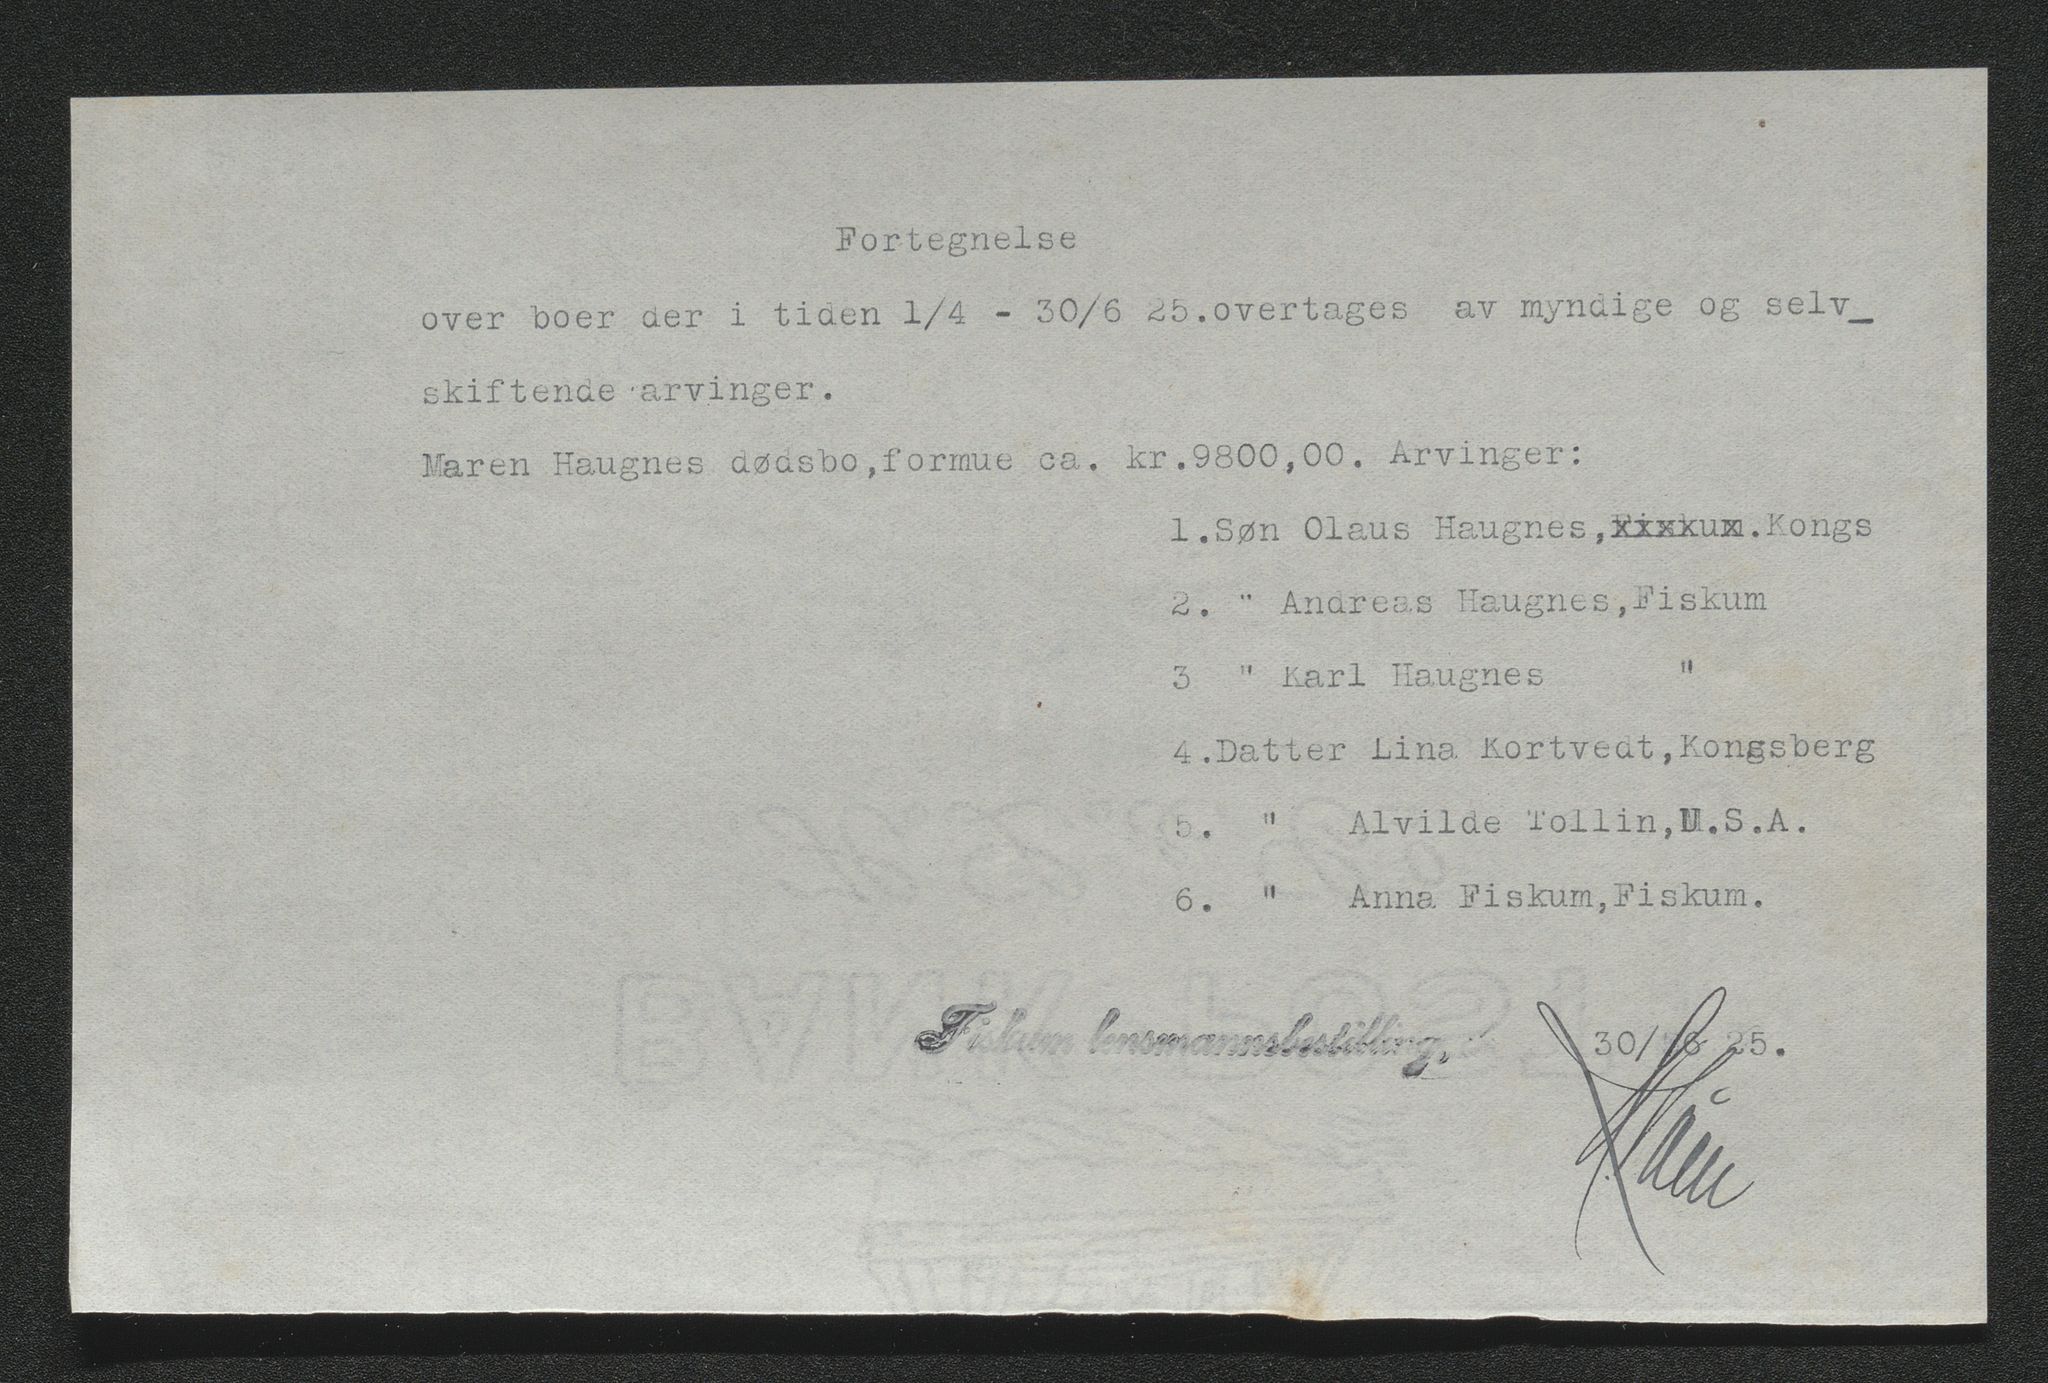 Fortegnelse
over boer der i tiden 1/4 - 30/6 25.overtages av myndige og selv_
skiftende arvinger.
Maren Haugnes dødsbo,formue ca. kr.9800,00. Arvinger:
1.Søn Olaus Haugnes,Fiskum.Kongs
2. " Andreas Haugnes,Fiskum
3 " Karl Haugnes "
4.Datter Lina Kortvedt,Kongsberg
5. " Alvilde Tollin,U.S.A.
6. " Anna Fiskum,Fiskum.
Fiskum lensmannsbestilling, 30/6 25.